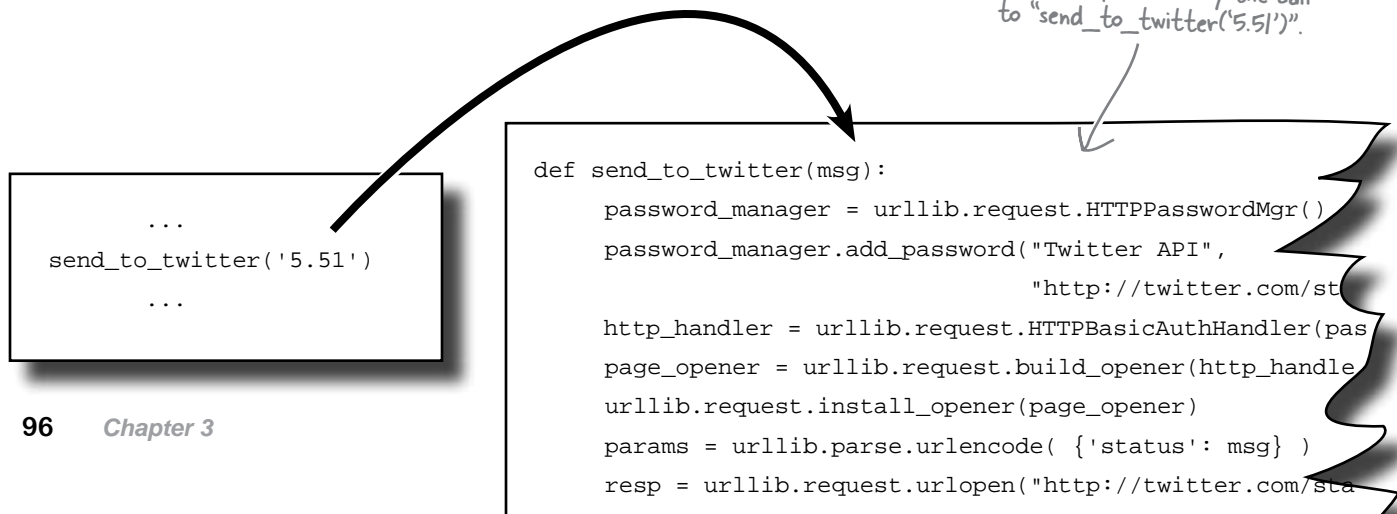 to “send_to_twitter(‘5.51’)”.
def send_to_twitter(msg):
password_manager = urllib.request.HTTPPasswordMgr()
password_manager.add_password("Twitter API",
"http://twitter.com/st
http_handler = urllib.request.HTTPBasicAuthHandler(pas
page_opener = urllib.request.build_opener(http_handle
urllib.request.install_opener(page_opener)
params = urllib.parse.urlencode( {'status': msg} )
resp = urllib.request.urlopen("http://twitter.com/sta
...
send_to_twitter('5.51')
...
96 Chapter 3